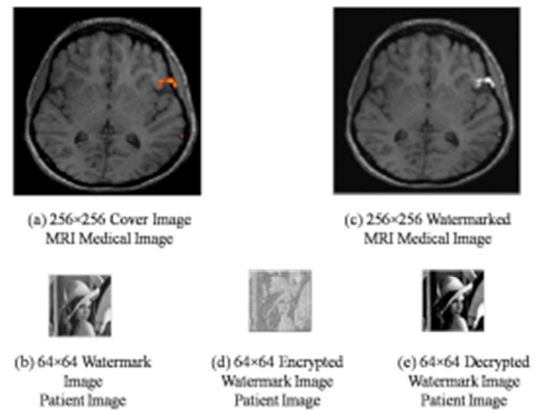 (a) 256×256 Cover Image
MRI Medical Image
(c) 256×256 Watermarked
MRI Medical Image
(b) 64×64 Watermark
Image
Patient Image
(d) 64×64 Encrypted
Watermark Image
Patient Image
(e) 64×64 Decrypted
Watermark Image
Patient Image